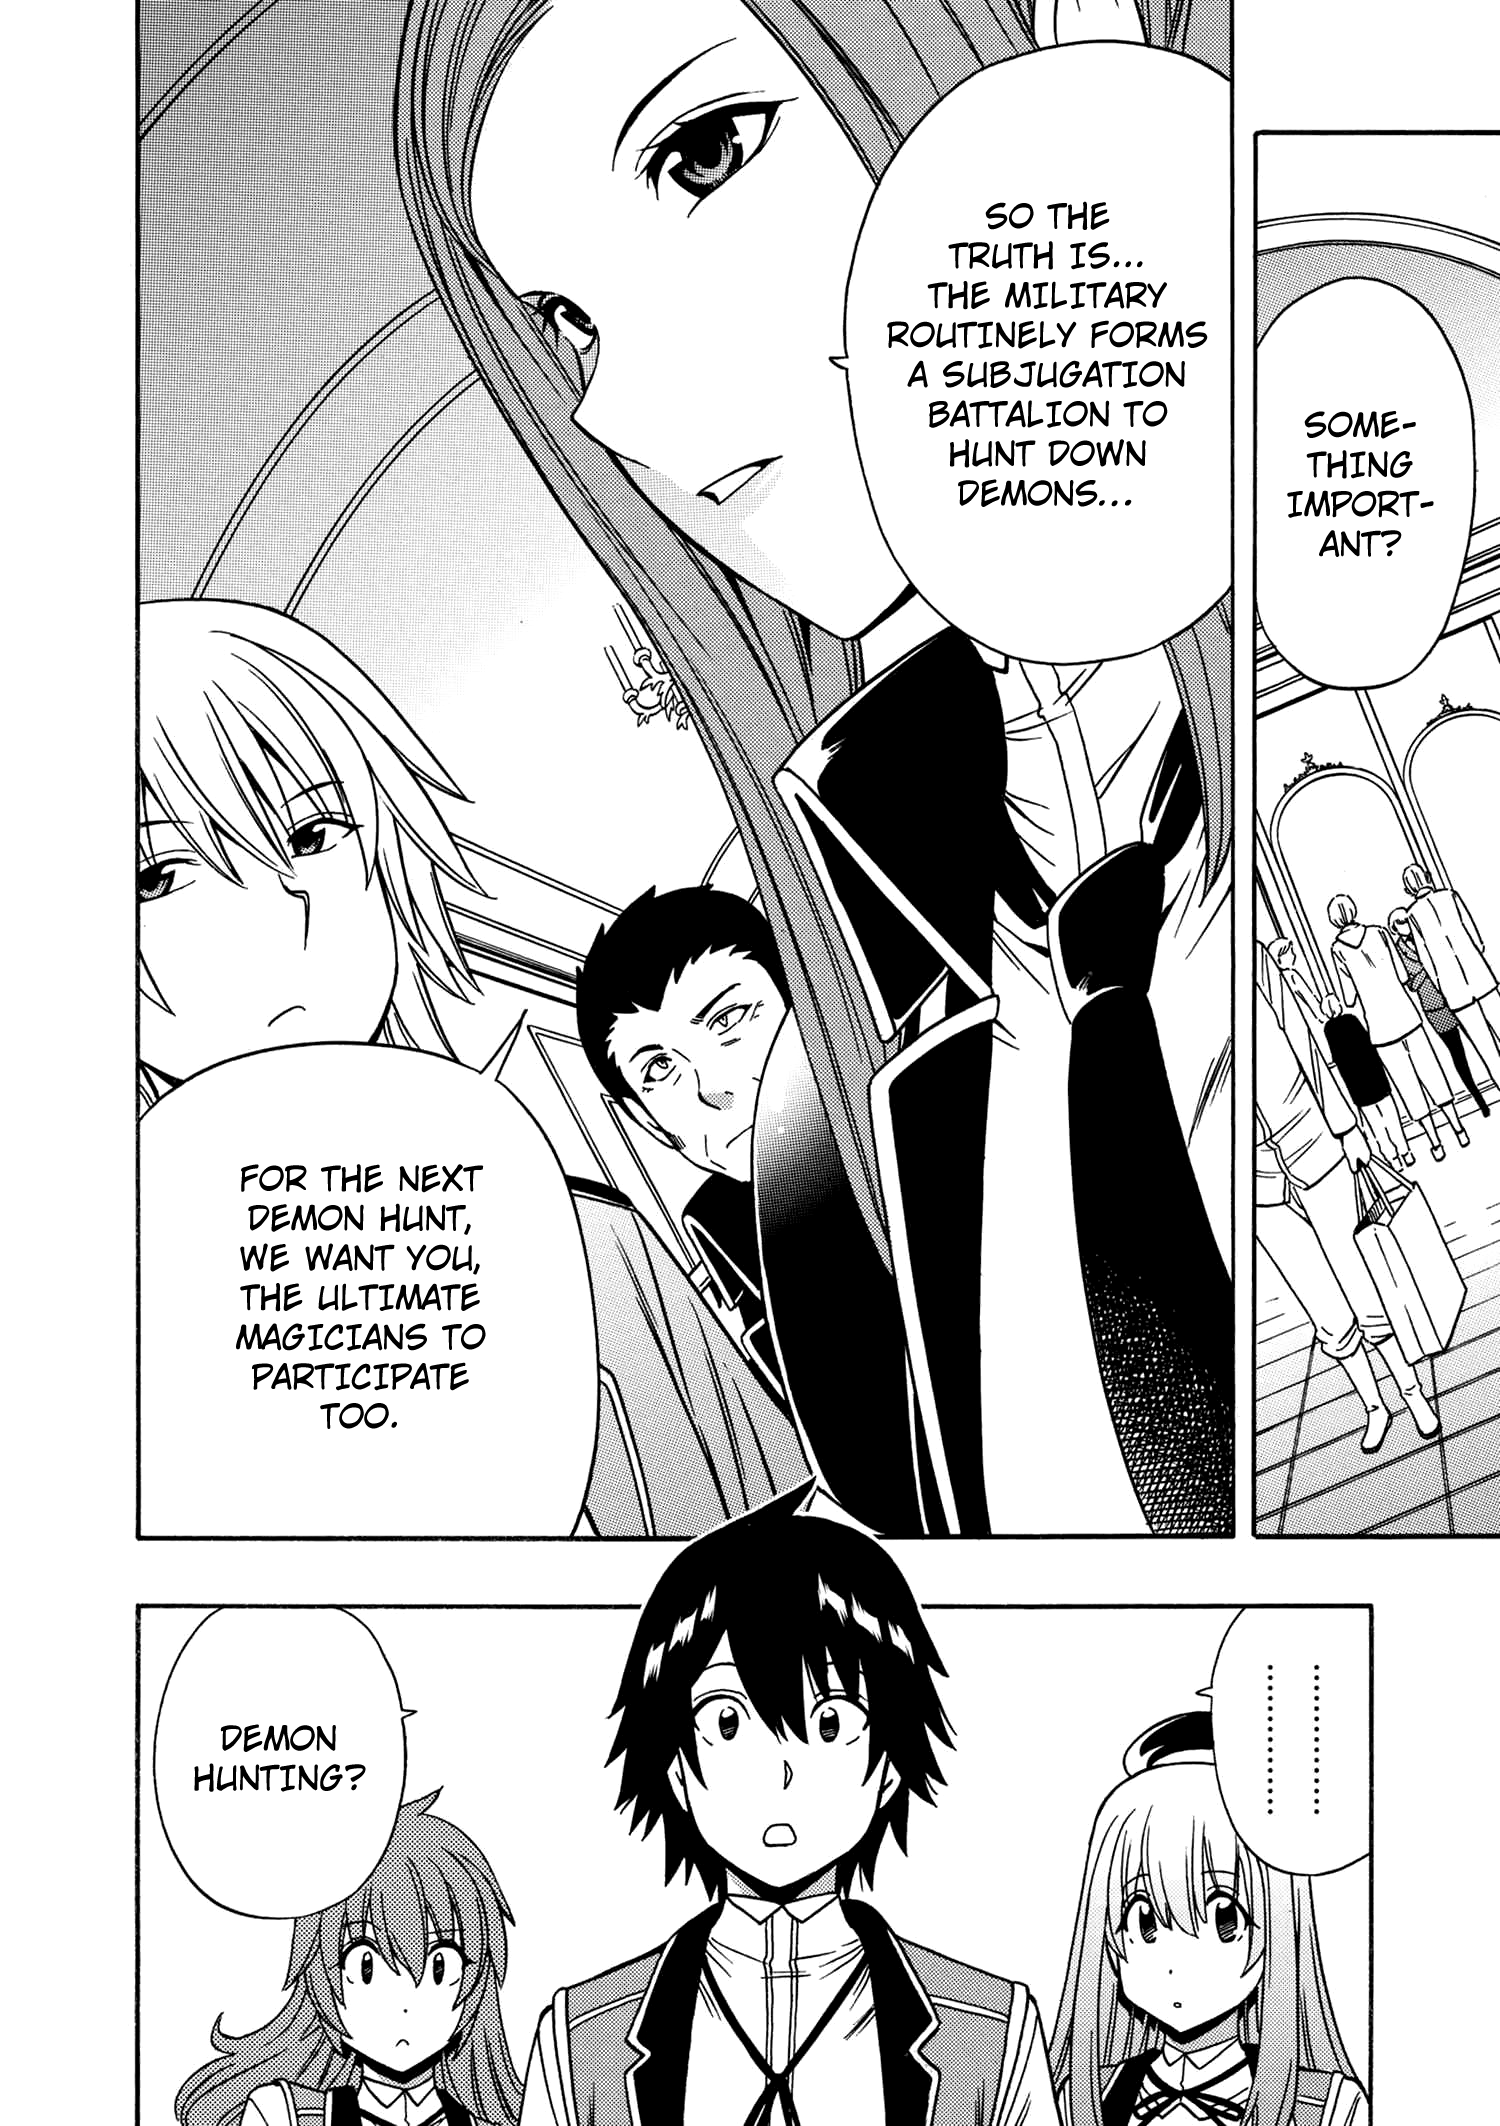 SOME-
THING
IMPORT-
ANT?
SO THE
TRUTH IS...
THE MILITARY
ROUTINELY FORMS
A SUBJUGATION
BATTALION TO
HUNT DOWN
DEMONS...
FOR THE NEXT
DEMON HUNT,
WE WANT YOU,
THE ULTIMATE
MAGICIANS TO
PARTICIPATE
TOO.
............
............
DEMON
HUNTING?